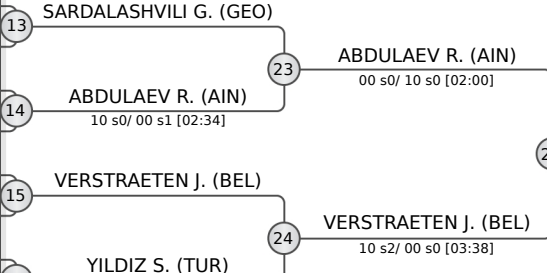 SARDALASHVILI G. (GEO)
13
ABDULAEV R. (AIN)
23
00 s0/ 10 s0 [02:00]
ABDULAEV R. (AIN)
14
10 s0/ 00 s1 [02:34]
VERSTRAETEN J. (BEL)
15
VERSTRAETEN J. (BEL)
24
10 s2/ 00 s0 [03:38]
YILDIZ S. (TUR)